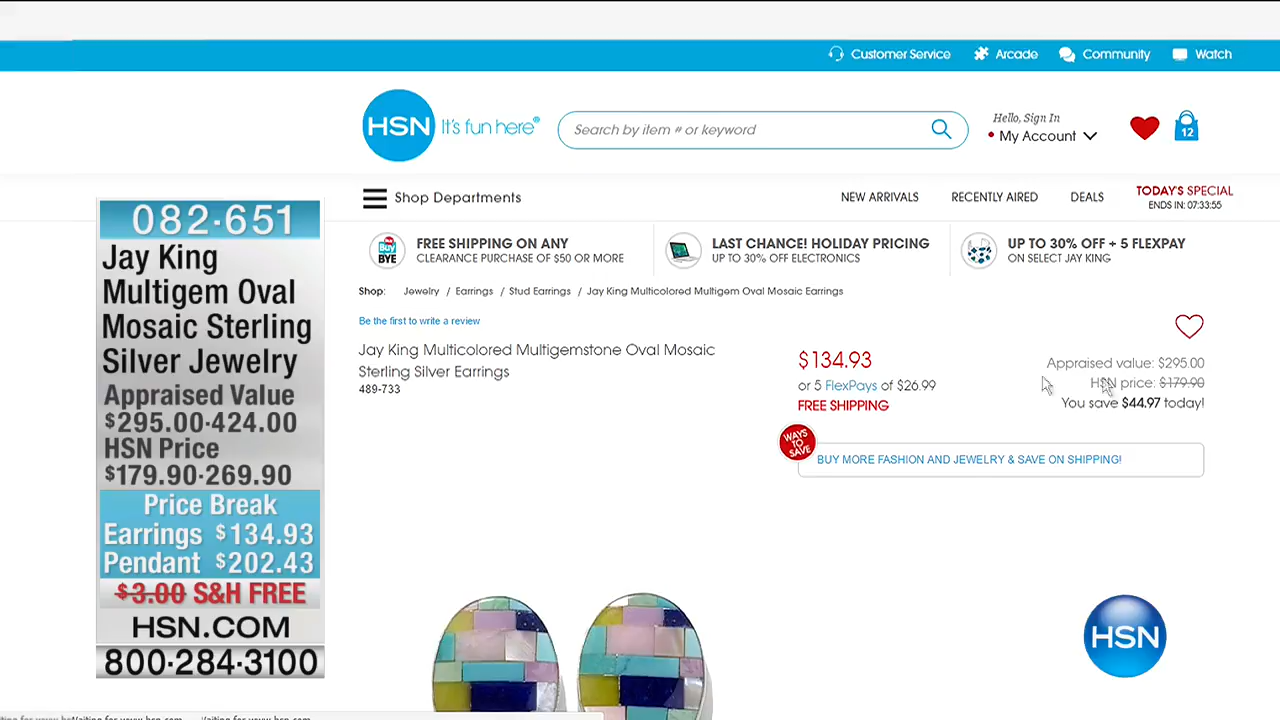 Customer Service
Arcade
Community
Watch
HSN It's fun here®
Search by item # or keyword
Hello, Sign In
My Account
12
Shop Departments
NEW ARRIVALS
RECENTLY AIRED
DEALS
TODAY'S SPECIAL
ENDS IN: 07:33:55
Buy BYE
FREE SHIPPING ON ANY
CLEARANCE PURCHASE OF $50 OR MORE
LAST CHANCE! HOLIDAY PRICING
UP TO 30% OFF ELECTRONICS
UP TO 30% OFF + 5 FLEXPAY
ON SELECT JAY KING
Shop: Jewelry / Earrings / Stud Earrings / Jay King Multicolored Multigem Oval Mosaic Earrings
Be the first to write a review
Jay King Multicolored Multigemstone Oval Mosaic
Sterling Silver Earrings
489-733
$134.93
or 5 FlexPays of $26.99
FREE SHIPPING
Appraised value: $295.00
HSN price: $179.90
You save $44.97 today!
WAYS
TO
SAVE
BUY MORE FASHION AND JEWELRY & SAVE ON SHIPPING!
082-651
Jay King
Multigem Oval
Mosaic Sterling
Silver Jewelry
Appraised Value
$295.00-424.00
HSN Price
$179.90-269.90
Price Break
Earrings $134.93
Pendant $202.43
$3.00 S&H FREE
HSN.COM
800-284-3100
HSN